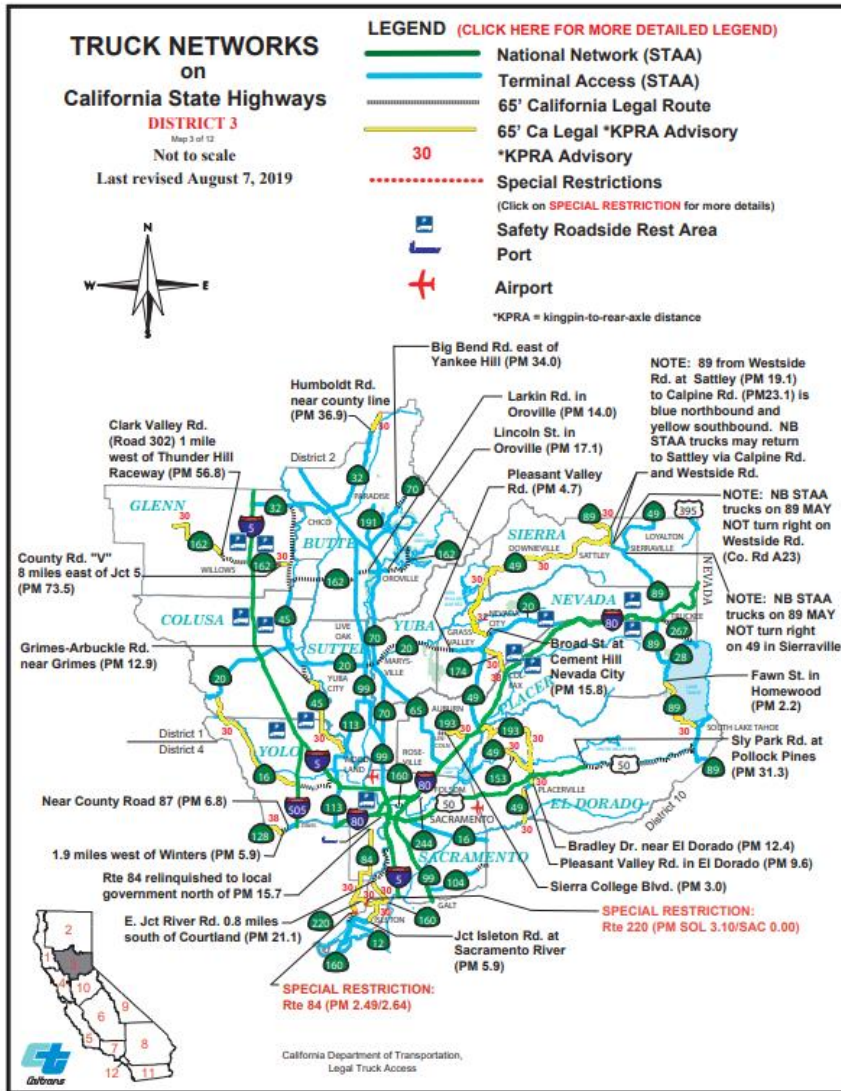 TRUCK NETWORKS
on
California State Highways
DISTRICT 3
Map 3 of 12
Not to scale
Last revised August 7, 2019
LEGEND (CLICK HERE FOR MORE DETAILED LEGEND)
National Network (STAA)
Terminal Access (STAA)
65' California Legal Route
65' Ca Legal *KPRA Advisory
30 *KPRA Advisory
Special Restrictions
(Click on SPECIAL RESTRICTION for more details)
Safety Roadside Rest Area
Port
Airport
*KPRA = kingpin-to-rear-axle distance
N
W E
S
Big Bend Rd. east of
Yankee Hill (PM 34.0)
Humboldt Rd.
near county line
(PM 36.9)
Larkin Rd. in
Oroville (PM 14.0)
Lincoln St. in
Oroville (PM 17.1)
Pleasant Valley
Rd. (PM 4.7)
NOTE: 89 from Westside
Rd. at Sattley (PM 19.1)
to Calpine Rd. (PM23.1) is
blue northbound and
yellow southbound. NB
STAA trucks may return
to Sattley via Calpine Rd.
and Westside Rd.
NOTE: NB STAA
trucks on 89 MAY
NOT turn right on
Westside Rd.
(Co. Rd A23)
NOTE: NB STAA
trucks on 89 MAY
NOT turn right
on 49 in Sierraville
Clark Valley Rd.
(Road 302) 1 mile
west of Thunder Hill
Raceway (PM 56.8)
County Rd. "V"
8 miles east of Jct 5
(PM 73.5)
Grimes-Arbuckle Rd.
near Grimes (PM 12.9)
Broad St. at
Cement Hill
Nevada City
(PM 15.8)
Fawn St. in
Homewood
(PM 2.2)
Sly Park Rd. at
Pollock Pines
(PM 31.3)
Near County Road 87 (PM 6.8)
1.9 miles west of Winters (PM 5.9)
Rte 84 relinquished to local
government north of PM 15.7
E. Jct River Rd. 0.8 miles
south of Courtland (PM 21.1)
Bradley Dr. near El Dorado (PM 12.4)
Pleasant Valley Rd. in El Dorado (PM 9.6)
Sierra College Blvd. (PM 3.0)
Jct Isleton Rd. at
Sacramento River
(PM 5.9)
SPECIAL RESTRICTION:
Rte 220 (PM SOL 3.10/SAC 0.00)
SPECIAL RESTRICTION:
Rte 84 (PM 2.49/2.64)
District 2
District 1
District 4
District 10
GLENN
BUTTE
COLUSA
SUTTER
YUBA
SIERRA
NEVADA
PLACER
YOLO
EL DORADO
SACRAMENTO
NEVADA
PARADISE
CHICO
WILLOWS
OROVILLE
LIVE
OAK
YUBA
CITY
MARYS-
VILLE
GRASS
VALLEY
NEVADA
CITY
DOWNIEVILLE
SATTLEY
LOYALTON
SIERRAVILLE
TRUCKEE
COL
FAX
AUBURN
LIN-
COLN
ROSE-
VILLE
FOLSOM
SACRAMENTO
PLACERVILLE
SOUTH LAKE TAHOE
GALT
ISLETON
California Department of Transportation,
Legal Truck Access
Caltrans